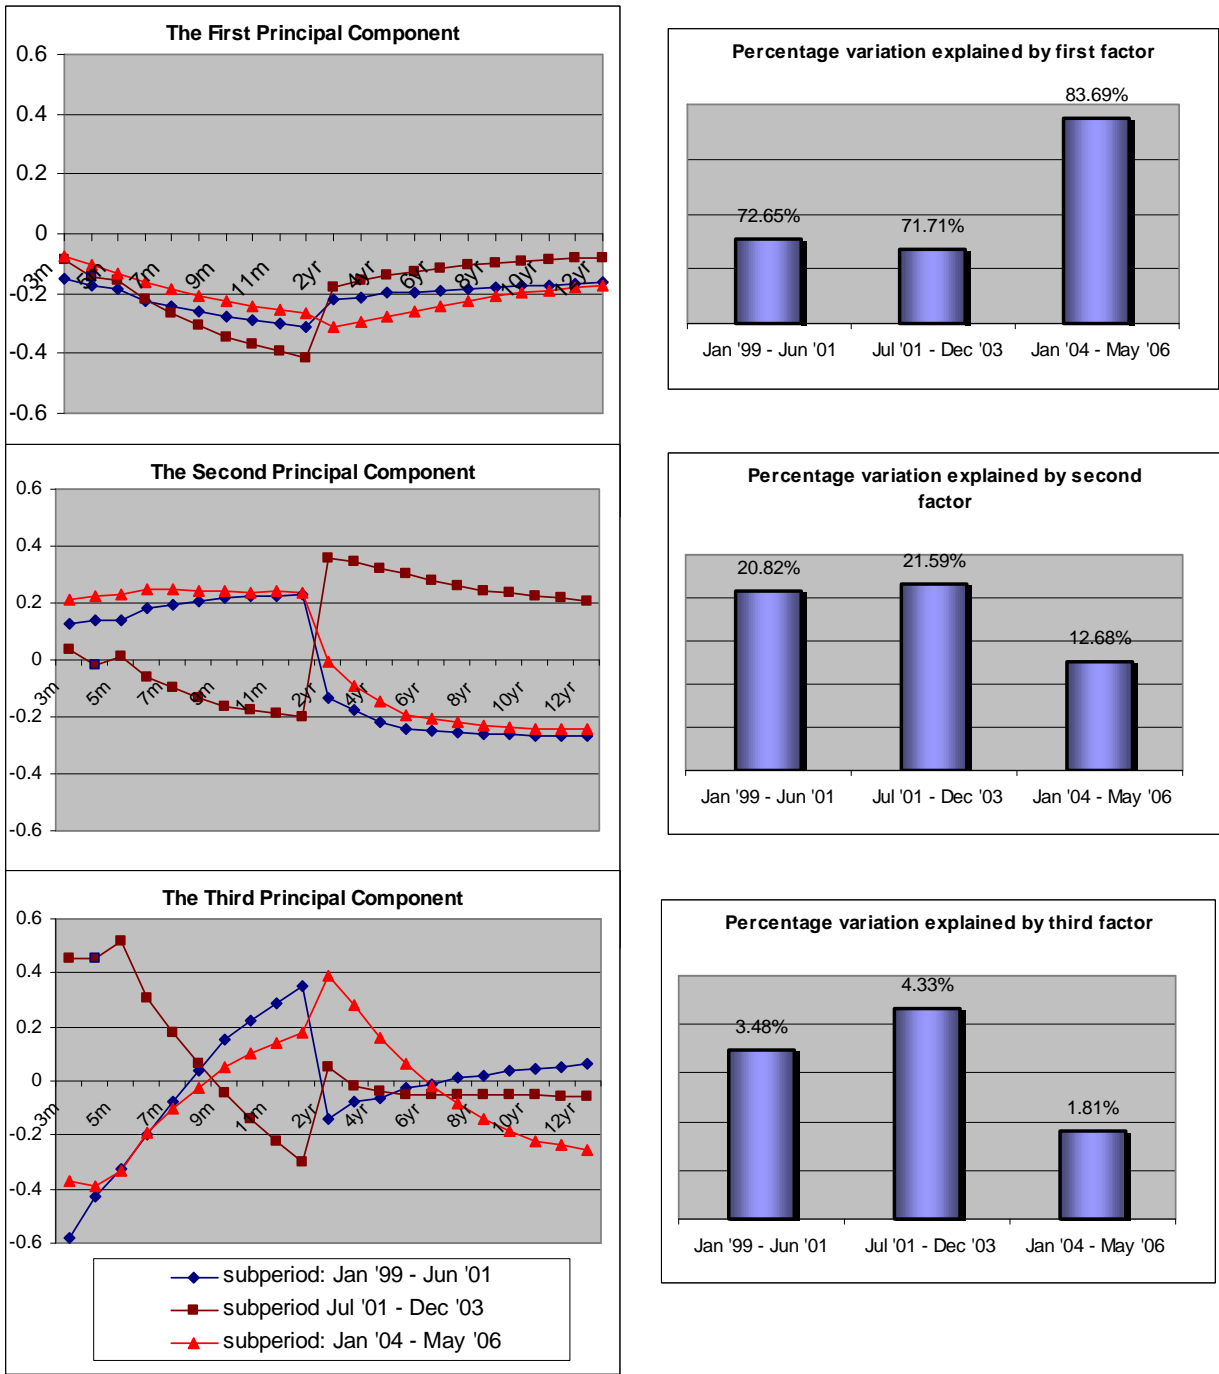 The First Principal Component
0.6
0.4
0.2
0
-0.2
-0.4
-0.6
3m
5m
7m
9m
11m
2yr
4yr
6yr
8yr
10yr
12yr
Percentage variation explained by first factor
83.69%
72.65%
71.71%
Jan '99 - Jun '01
Jul '01 - Dec '03
Jan '04 - May '06
The Second Principal Component
0.6
0.4
0.2
0
-0.2
-0.4
-0.6
3m
5m
7m
9m
11m
2yr
4yr
6yr
8yr
10yr
12yr
Percentage variation explained by second
factor
20.82%
21.59%
12.68%
Jan '99 - Jun '01
Jul '01 - Dec '03
Jan '04 - May '06
The Third Principal Component
0.6
0.4
0.2
0
-0.2
-0.4
-0.6
3m
5m
7m
9m
11m
2yr
4yr
6yr
8yr
10yr
12yr
Percentage variation explained by third factor
3.48%
4.33%
1.81%
Jan '99 - Jun '01
Jul '01 - Dec '03
Jan '04 - May '06
subperiod: Jan '99 - Jun '01
subperiod Jul '01 - Dec '03
subperiod: Jan '04 - May '06